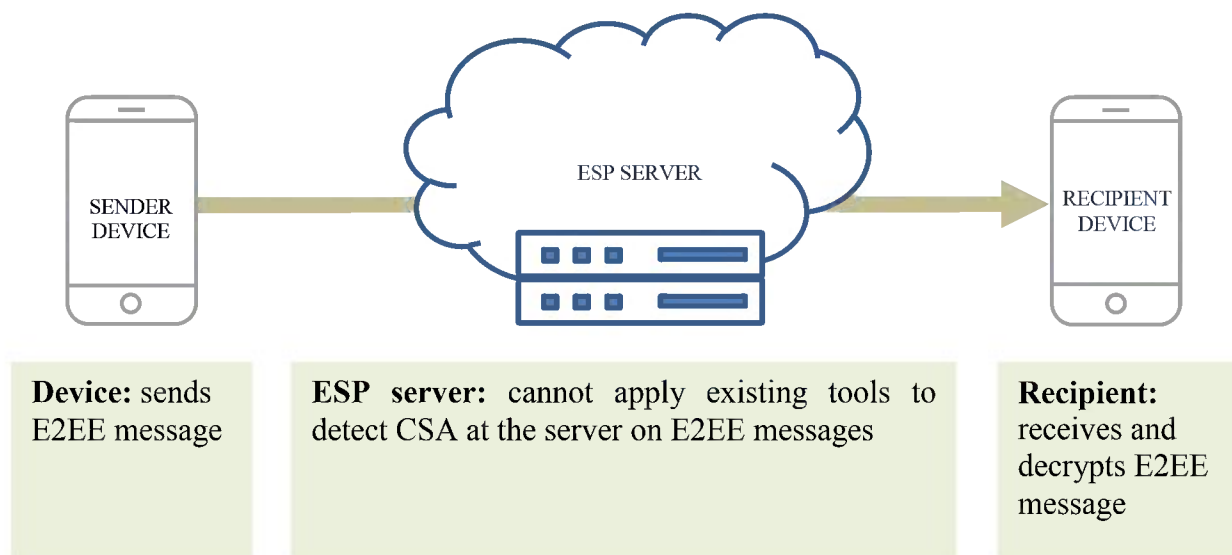 ESP SERVER
SENDER
DEVICE
RECIPIENT
DEVICE
Device: sends
E2EE message
ESP server: cannot apply existing tools to
detect CSA at the server on E2EE messages
Recipient:
receives and
decrypts E2EE
message